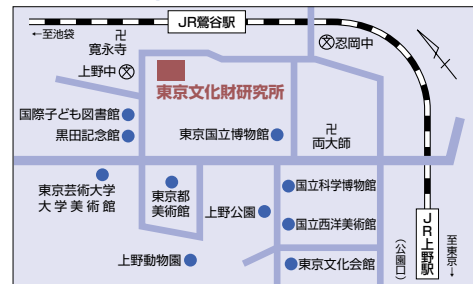 JR鶯谷駅
←至池袋
卍
寛永寺
忍岡中
上野中
東京文化財研究所
国際子ども図書館
黒田記念館
東京国立博物館
卍
両大師
東京芸術大学
大学美術館
東京都
美術館
上野公園
国立科学博物館
国立西洋美術館
上野動物園
東京文化会館
JR上野駅
（公園口）
至東京→